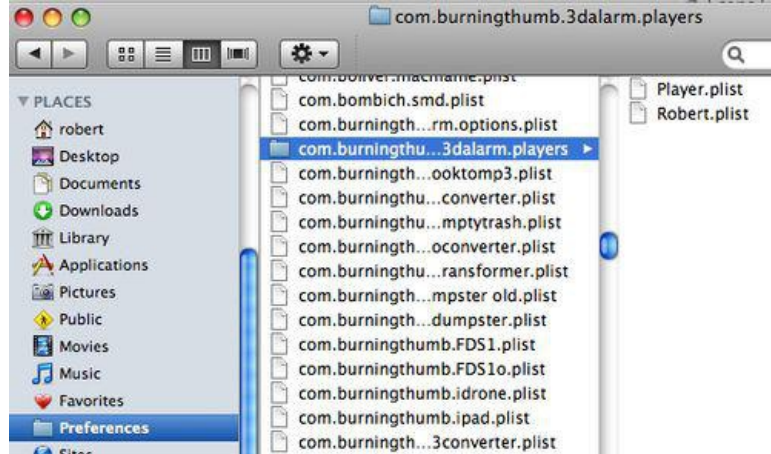 com.burningthumb.3dalarm.players
PLACES
robert
Desktop
Documents
Downloads
Library
Applications
Pictures
Public
Movies
Music
Favorites
Preferences
Sites
com.bombich.smd.plist
com.burningth...rm.options.plist
com.burningthu...3dalarm.players
com.burningth...ooktomp3.plist
com.burningthu...converter.plist
com.burningthu...mptytrash.plist
com.burningth...oconverter.plist
com.burningthu...ransformer.plist
com.burningth...mpster old.plist
com.burningth...dumpster.plist
com.burningthumb.FDS1.plist
com.burningthumb.FDS1o.plist
com.burningthumb.idrone.plist
com.burningthumb.ipad.plist
com.burningth...3converter.plist
Player.plist
Robert.plist